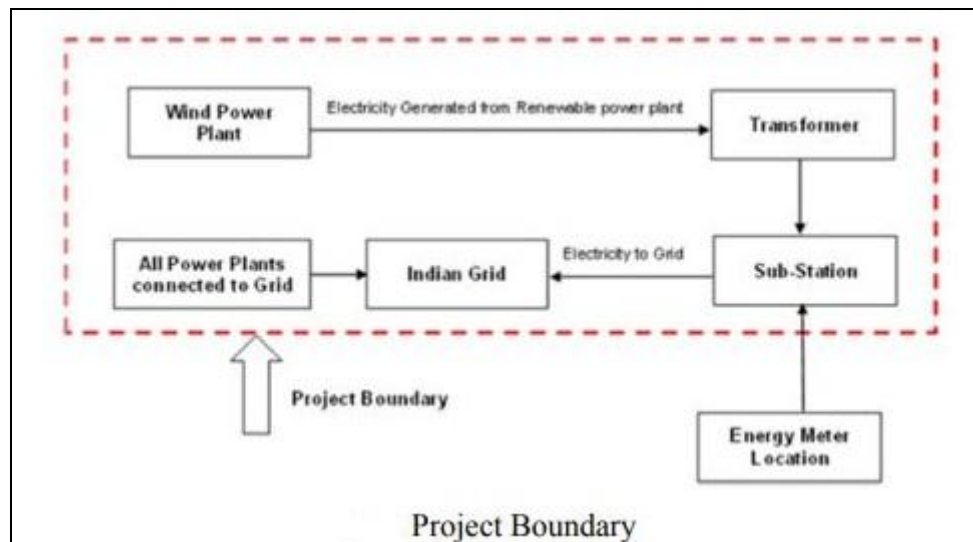 Wind Power
Plant
Electricity Generated from Renewable power plant
Transformer
All Power Plants
connected to Grid
Indian Grid
Electricity to Grid
Sub-Station
Project Boundary
Energy Meter
Location
Project Boundary